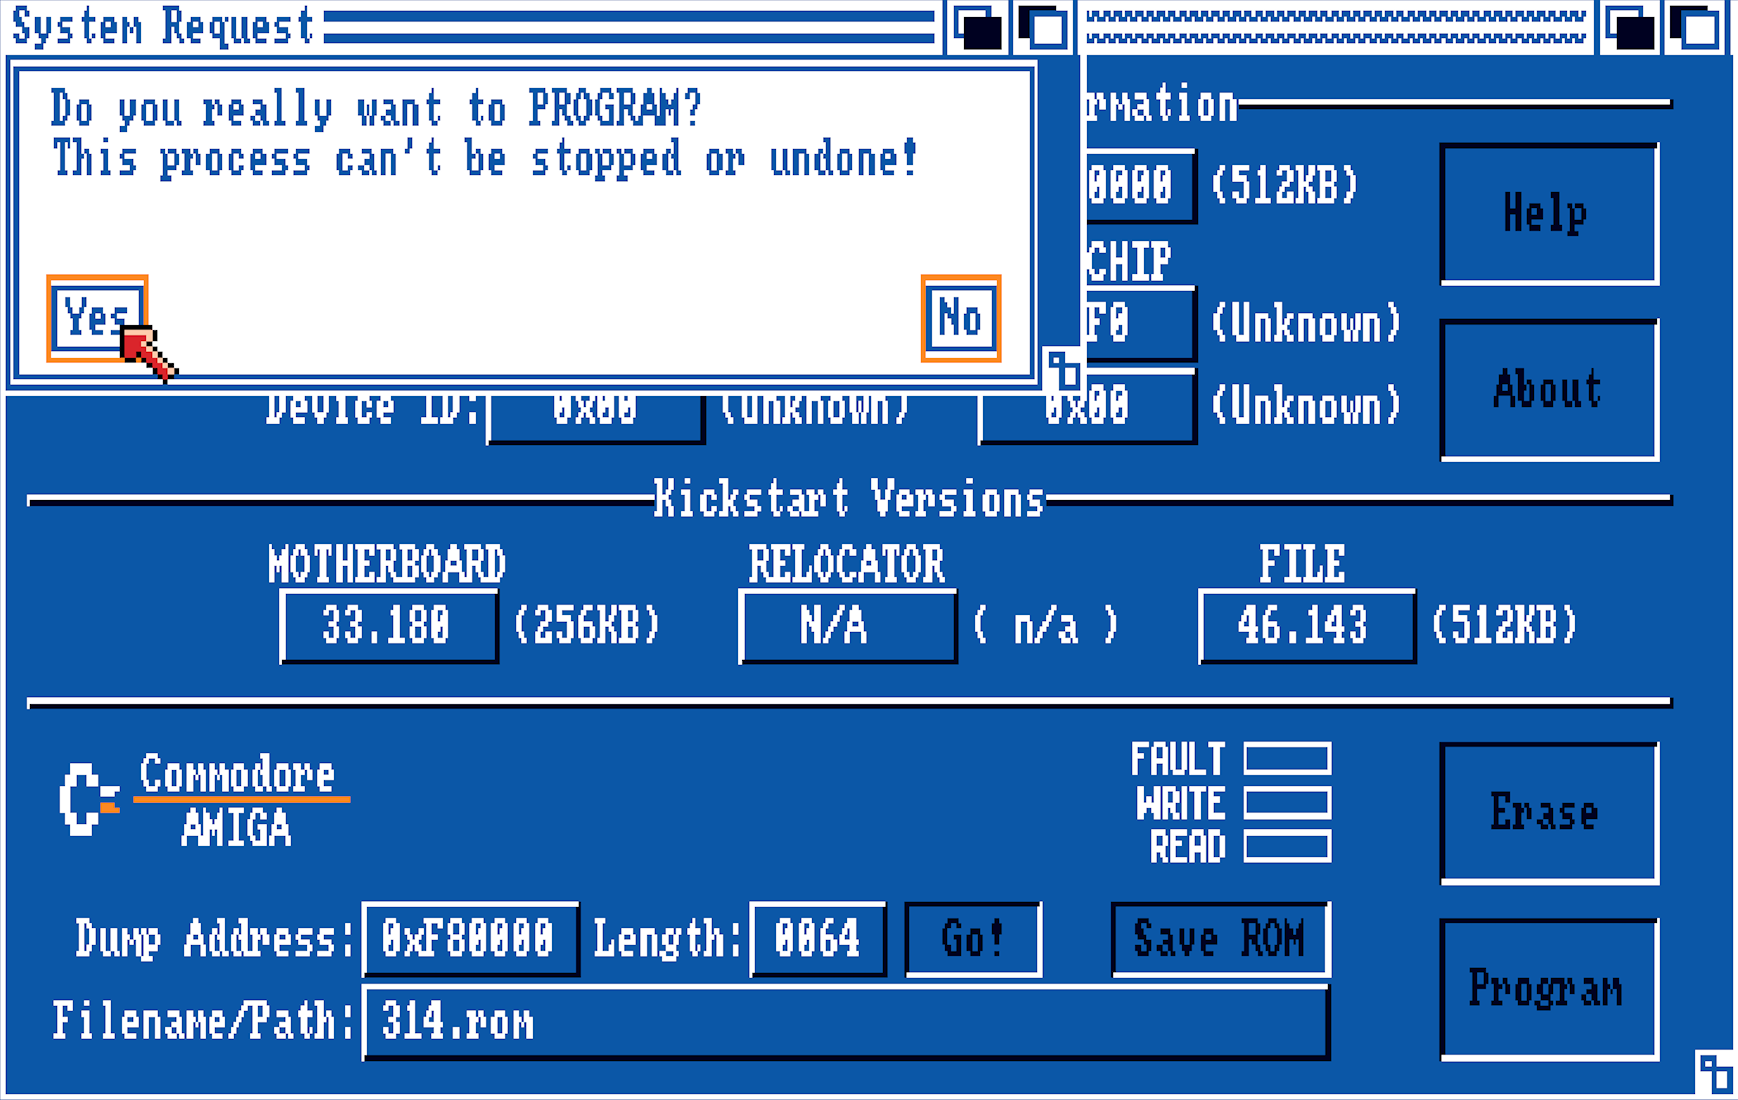 System Request
Do you really want to PROGRAM?
This process can't be stopped or undone!
Yes
No
rmation
0000 (512KB)
Help
CHIP
F0 (Unknown)
About
Device ID: 0x00 (Unknown) 0x00 (Unknown)
Kickstart Versions
MOTHERBOARD RELOCATOR FILE
33.180 (256KB) N/A ( n/a ) 46.143 (512KB)
Commodore
AMIGA
FAULT
WRITE
READ
Erase
Dump Address: 0xF80000 Length: 0064 Go! Save ROM
Program
Filename/Path: 314.rom